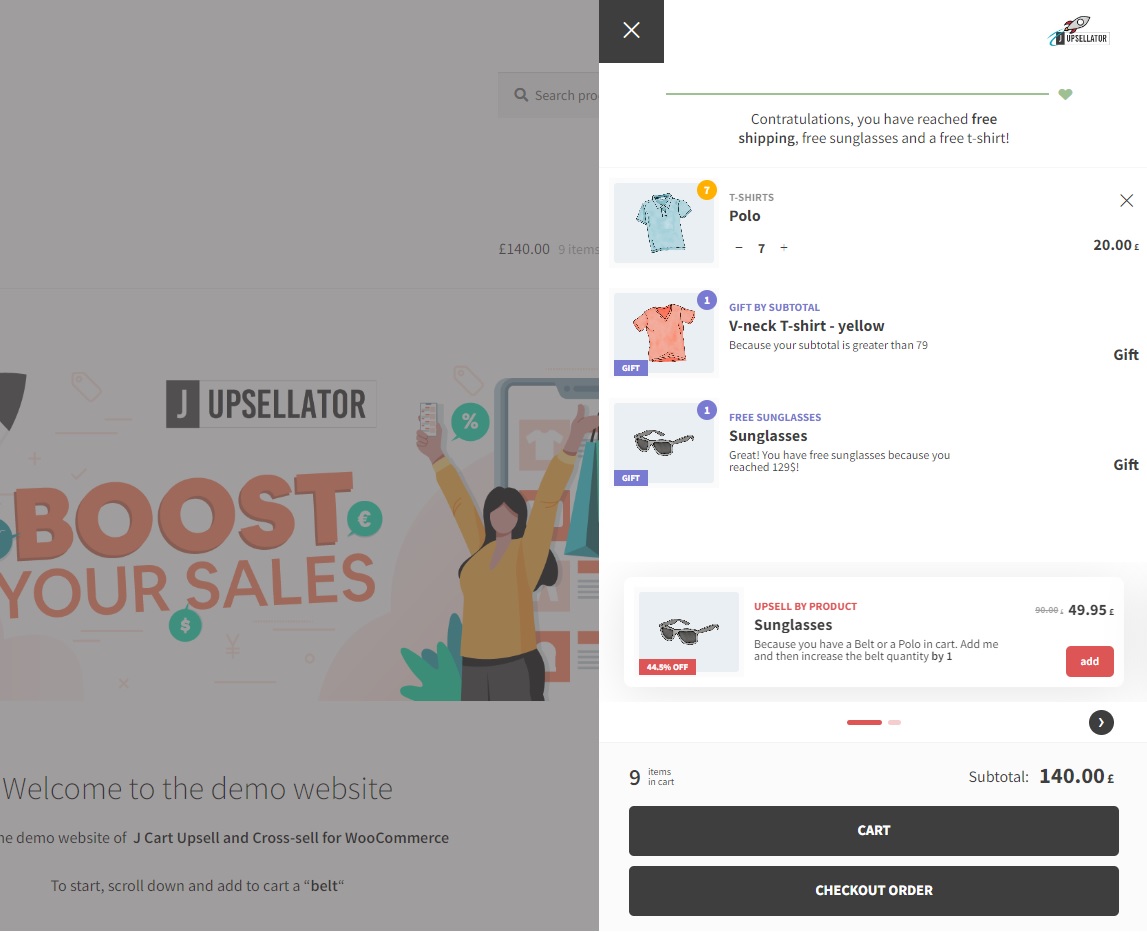 J UPSELLATOR
Search pro
Contratulations, you have reached free
shipping, free sunglasses and a free t-shirt!
£140.00 9 items
7
T-SHIRTS
Polo
− 7 +
20.00 £
1
GIFT BY SUBTOTAL
V-neck T-shirt - yellow
Because your subtotal is greater than 79
GIFT
Gift
1
FREE SUNGLASSES
Sunglasses
Great! You have free sunglasses because you
reached 129$!
GIFT
Gift
J UPSELLATOR
%
BOOST
€
YOUR SALES
$
¥
UPSELL BY PRODUCT
Sunglasses
Because you have a Belt or a Polo in cart. Add me
and then increase the belt quantity by 1
44.5% OFF
90.00 £ 49.95 £
add
Welcome to the demo website
he demo website of J Cart Upsell and Cross-sell for WooCommerce
To start, scroll down and add to cart a “belt“
9 items
in cart
Subtotal: 140.00 £
CART
CHECKOUT ORDER